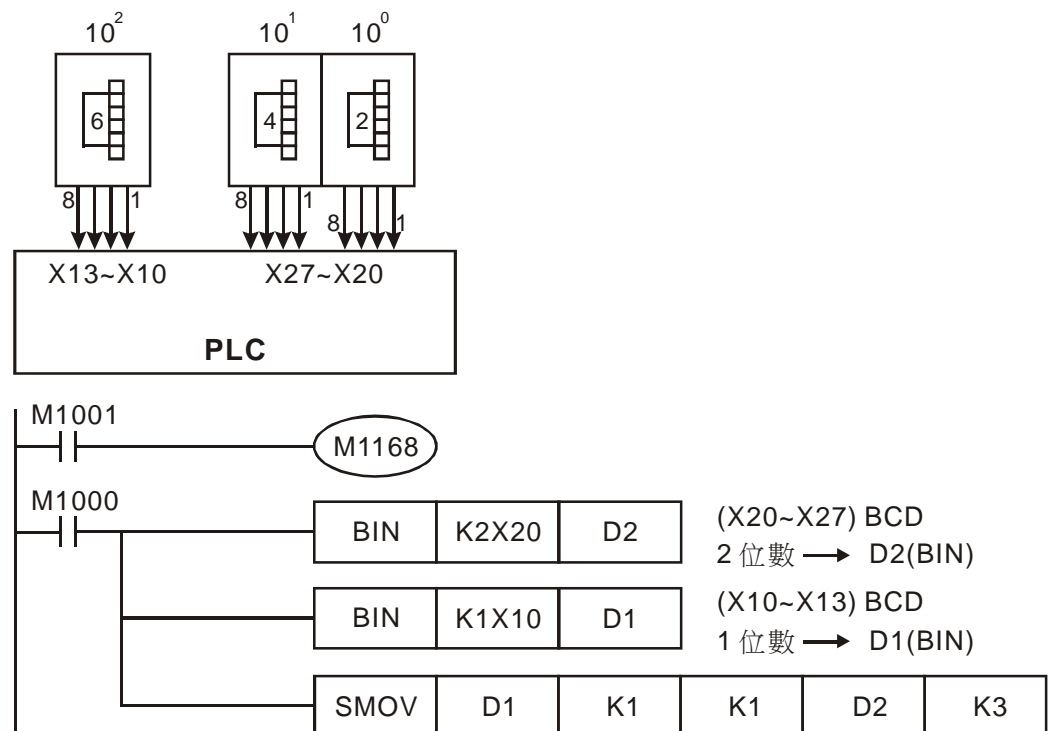 10² 10¹ 10⁰
6 4 2
8 1 8 1 8 1
X13~X10 X27~X20
PLC
M1001
M1168
M1000
BIN K2X20 D2
(X20~X27) BCD
2 位數 → D2(BIN)
BIN K1X10 D1
(X10~X13) BCD
1 位數 → D1(BIN)
SMOV D1 K1 K1 D2 K3